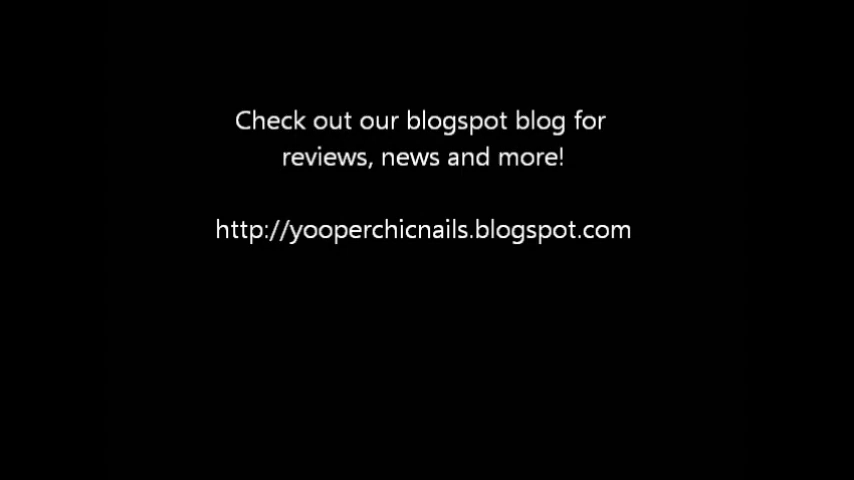 Check out our blogspot blog for
reviews, news and more!
http://yooperchicnails.blogspot.com